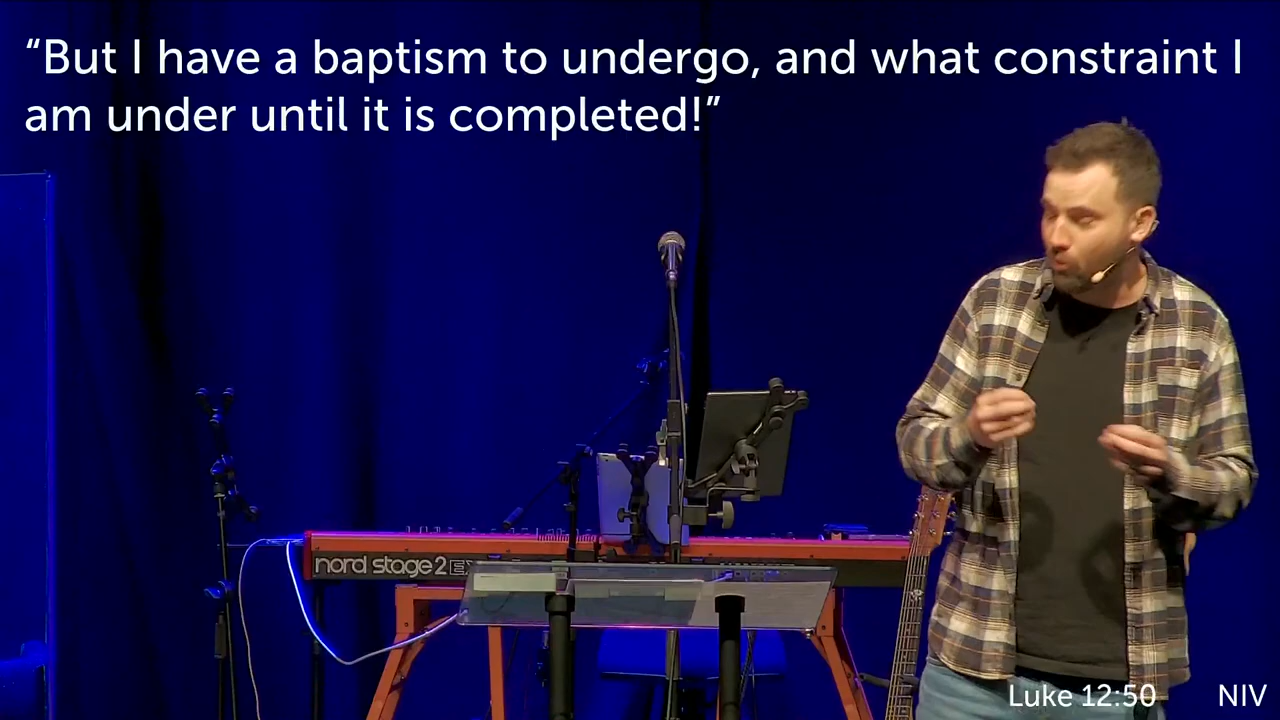 “But I have a baptism to undergo, and what constraint I
am under until it is completed!”
nord stage 2 EX
Luke 12:50 NIV